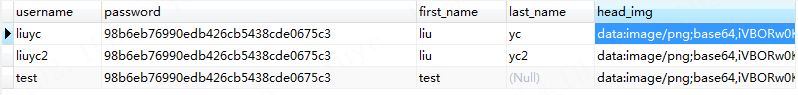 username password first_name last_name head_img
liuyc 98b6eb76990edb426cb5438cde0675c3 liu yc data:image/png;base64,iVBORw0K
liuyc2 98b6eb76990edb426cb5438cde0675c3 liu yc2 data:image/png;base64,iVBORw0K
test 98b6eb76990edb426cb5438cde0675c3 test (Null) data:image/png;base64,iVBORw0K